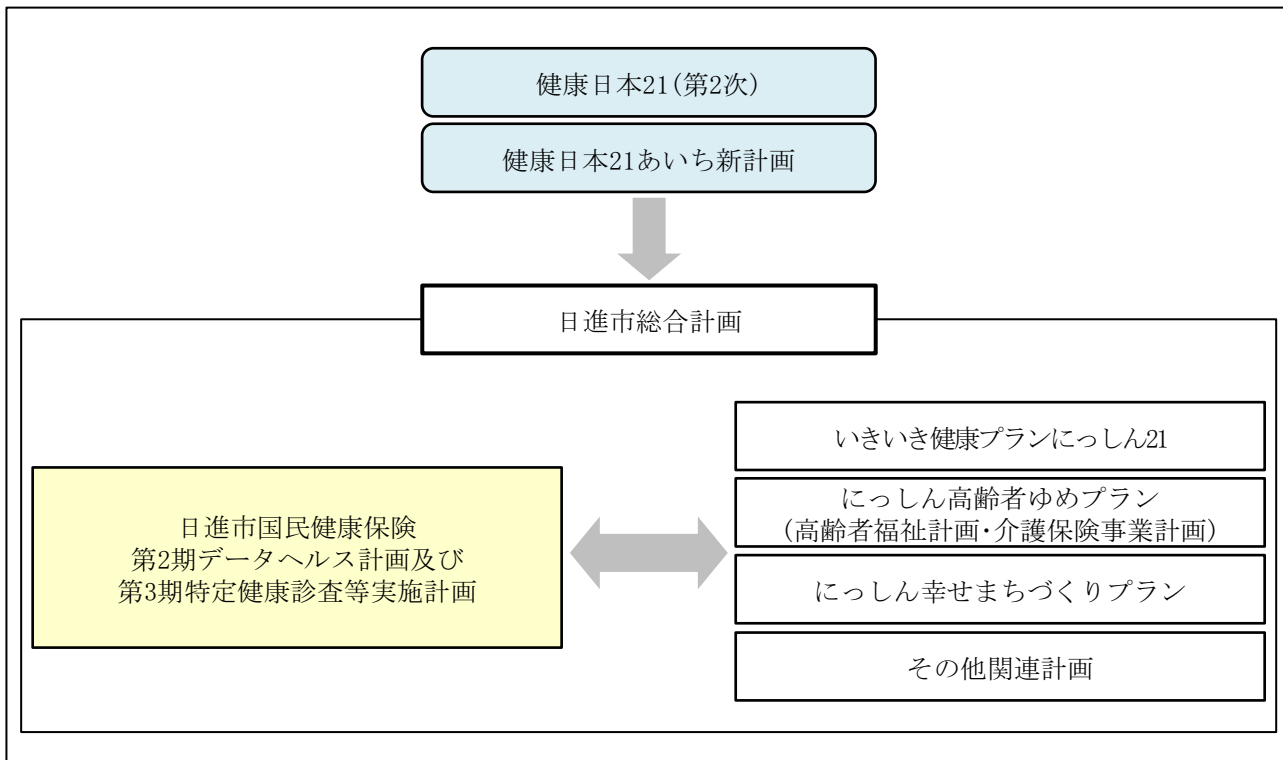 健康日本21(第2次)
健康日本21あいち新計画
日進市総合計画
日進市国民健康保険
第2期データヘルス計画及び
第3期特定健康診査等実施計画
いきいき健康プランにっしん21
にっしん高齢者ゆめプラン
(高齢者福祉計画・介護保険事業計画)
にっしん幸せまちづくりプラン
その他関連計画